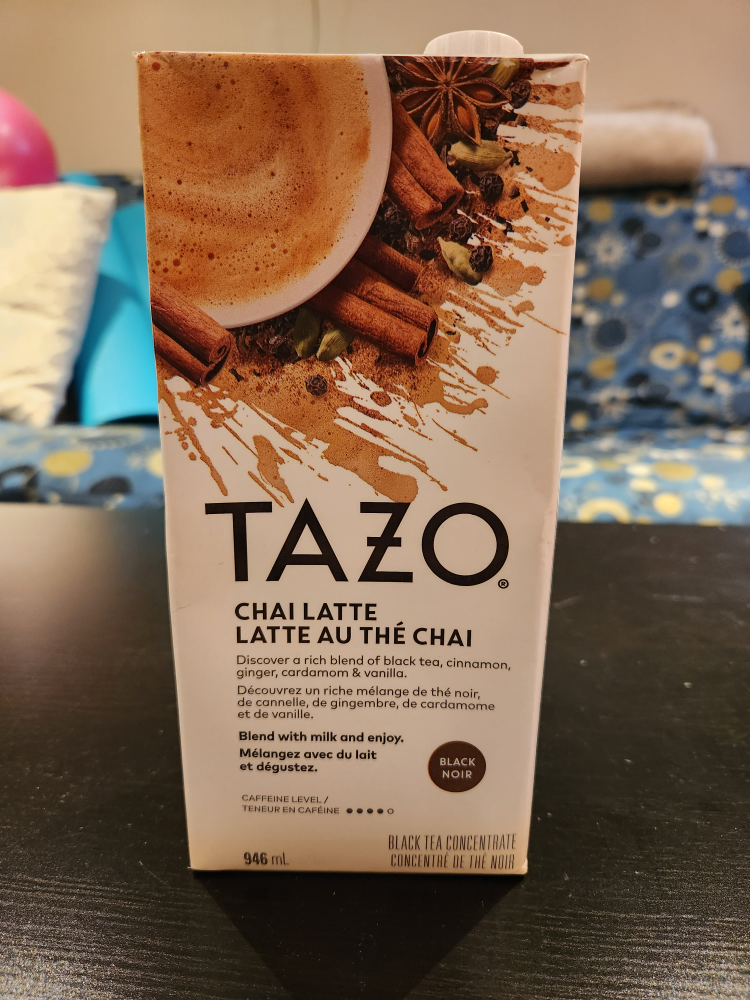 TAZO®
CHAI LATTE
LATTE AU THÉ CHAI
Discover a rich blend of black tea, cinnamon,
ginger, cardamom & vanilla.
Découvrez un riche mélange de thé noir,
de cannelle, de gingembre, de cardamome
et de vanille.
Blend with milk and enjoy.
Mélangez avec du lait
et dégustez.
BLACK
NOIR
CAFFEINE LEVEL /
TENEUR EN CAFÉINE
946 mL
BLACK TEA CONCENTRATE
CONCENTRÉ DE THÉ NOIR